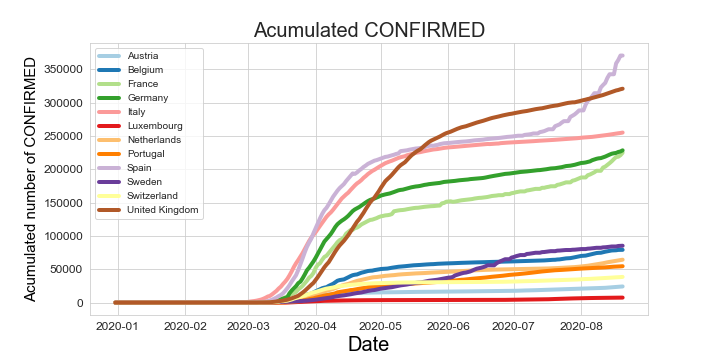 Acumulated CONFIRMED
Acumulated number of CONFIRMED
350000
300000
250000
200000
150000
100000
50000
0
Austria
Belgium
France
Germany
Italy
Luxembourg
Netherlands
Portugal
Spain
Sweden
Switzerland
United Kingdom
2020-01 2020-02 2020-03 2020-04 2020-05 2020-06 2020-07 2020-08
Date